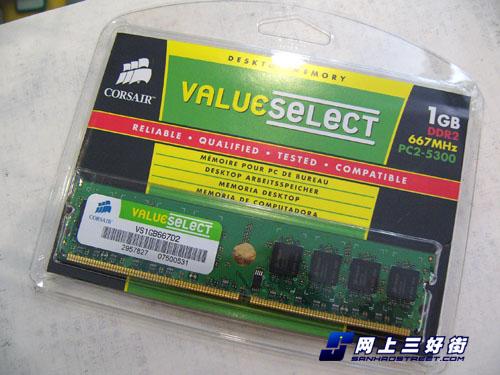 DESKTOP MEMORY
CORSAIR
VALUESELECT
1GB
DDR2
667MHz
PC2-5300
RELIABLE • QUALIFIED • TESTED • COMPATIBLE
MÉMOIRE POUR PC DE BUREAU
DESKTOP ARBEITSSPEICHER
MEMORIA DESKTOP
MEMORIA DE COMPUTADORA
CORSAIR
VALUESELECT
VS1GB667D2
2957827 07500531
S 网上三好街
SANHAOSTREET.COM